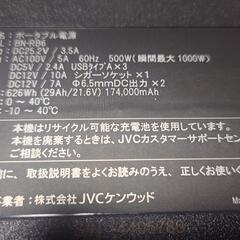 : ポータブル電源
: BN-RB6
: DC25.2V / 3.5A
: AC100V / 5A 60Hz 500W（瞬間最大1000W）
: DC5V / 2.4A USBタイプA×3
: DC12V / 10A シガーソケット×1
: DC12V / 7A Φ6.5mmDC出力×2
: 626Wh (29Ah/21.6V) 174,000mAh
: 0 ~ 40℃
: -10 ~ 40℃
本機はリサイクル可能な充電池を使用して
本機を廃棄するときは、JVCカスタマーサポートセン
ご相談ください。
前に、取扱説明書をよくお読みのうえ、正しくお使い
事業者：株式会社 JVCケンウッド
Ma